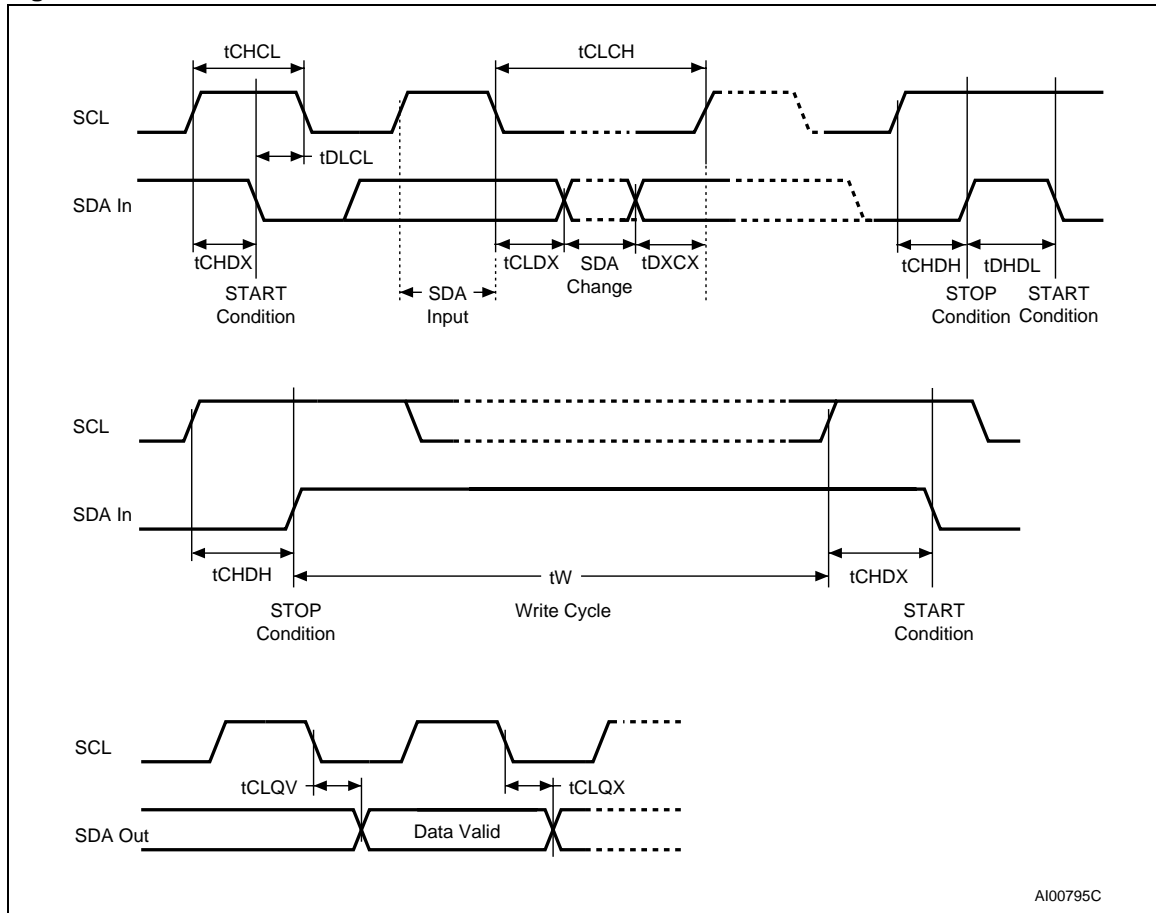 tCHCL
tCLCH
SCL
tDLCL
SDA In
tCHDX
tCLDX
SDA
Change
tDXCX
tCHDH
tDHDL
START
Condition
SDA
Input
STOP
Condition
START
Condition
SCL
SDA In
tCHDH
tW
tCHDX
STOP
Condition
Write Cycle
START
Condition
SCL
tCLQV
tCLQX
SDA Out
Data Valid
AI00795C